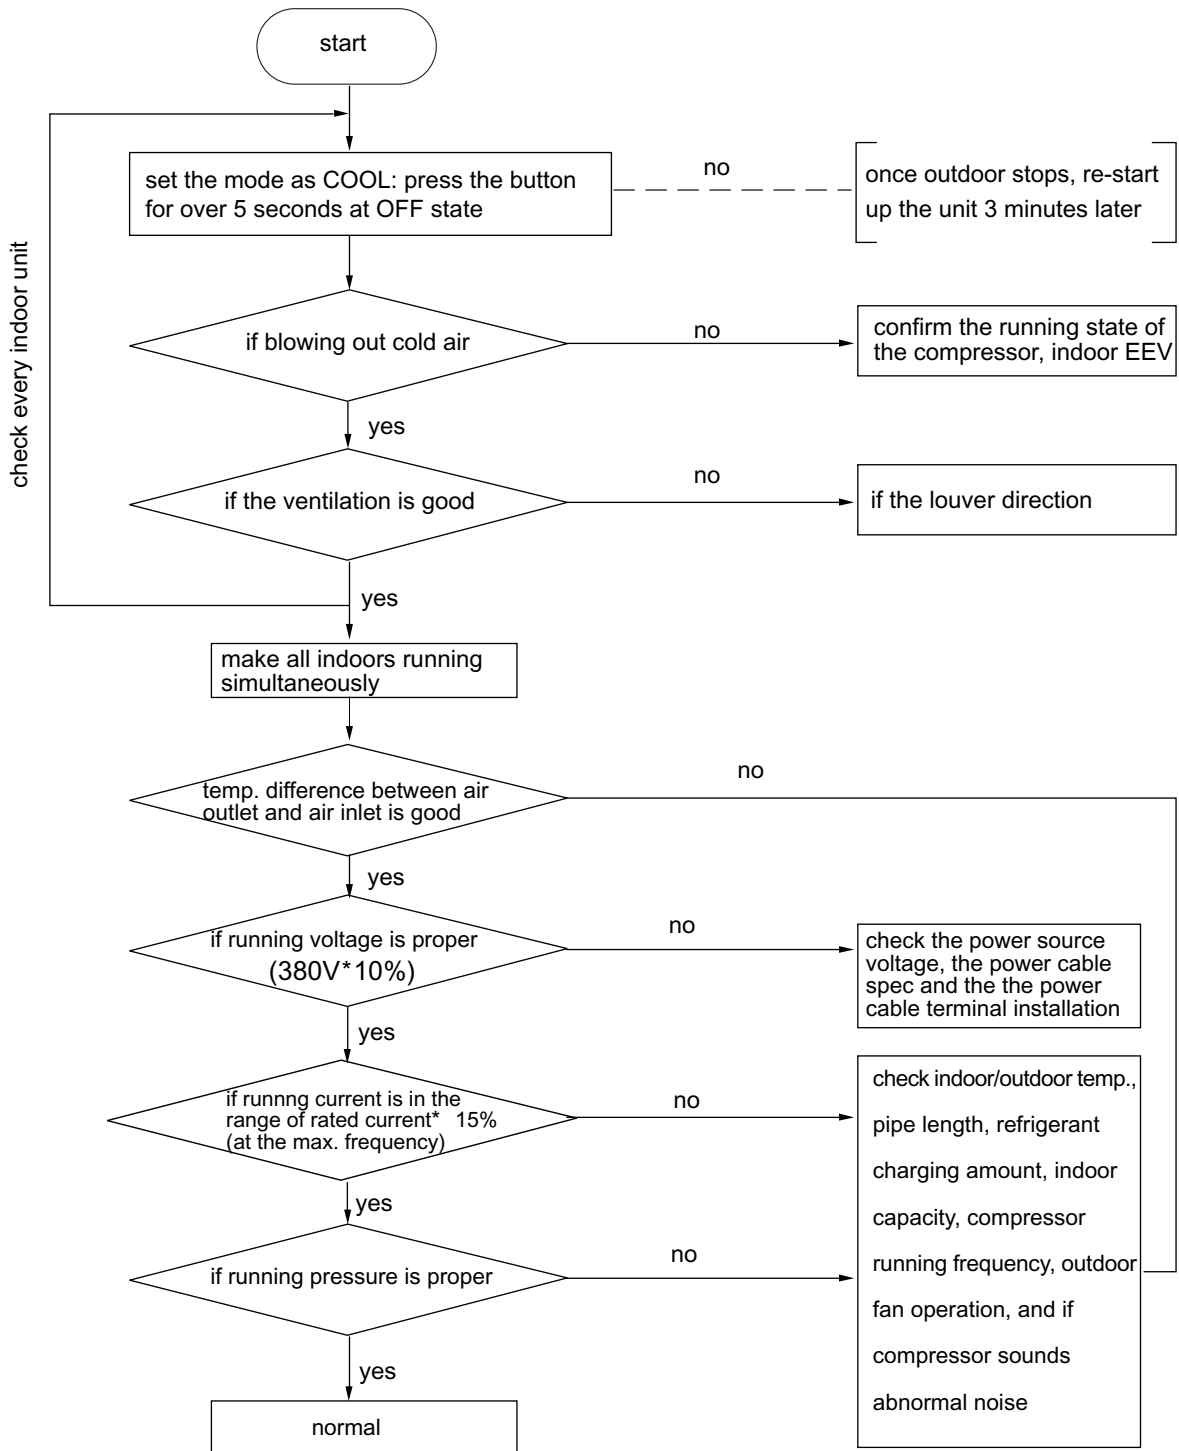 start
check every indoor unit
set the mode as COOL: press the button
for over 5 seconds at OFF state
no
once outdoor stops, re-start
up the unit 3 minutes later
if blowing out cold air
no
confirm the running state of
the compressor, indoor EEV
yes
if the ventilation is good
no
if the louver direction
yes
make all indoors running
simultaneously
temp. difference between air
outlet and air inlet is good
no
yes
if running voltage is proper
(380V*10%)
no
check the power source
voltage, the power cable
spec and the the power
cable terminal installation
yes
if runnng current is in the
range of rated current* 15%
(at the max. frequency)
no
check indoor/outdoor temp.,
pipe length, refrigerant
charging amount, indoor
capacity, compressor
running frequency, outdoor
fan operation, and if
compressor sounds
abnormal noise
yes
if running pressure is proper
no
yes
normal